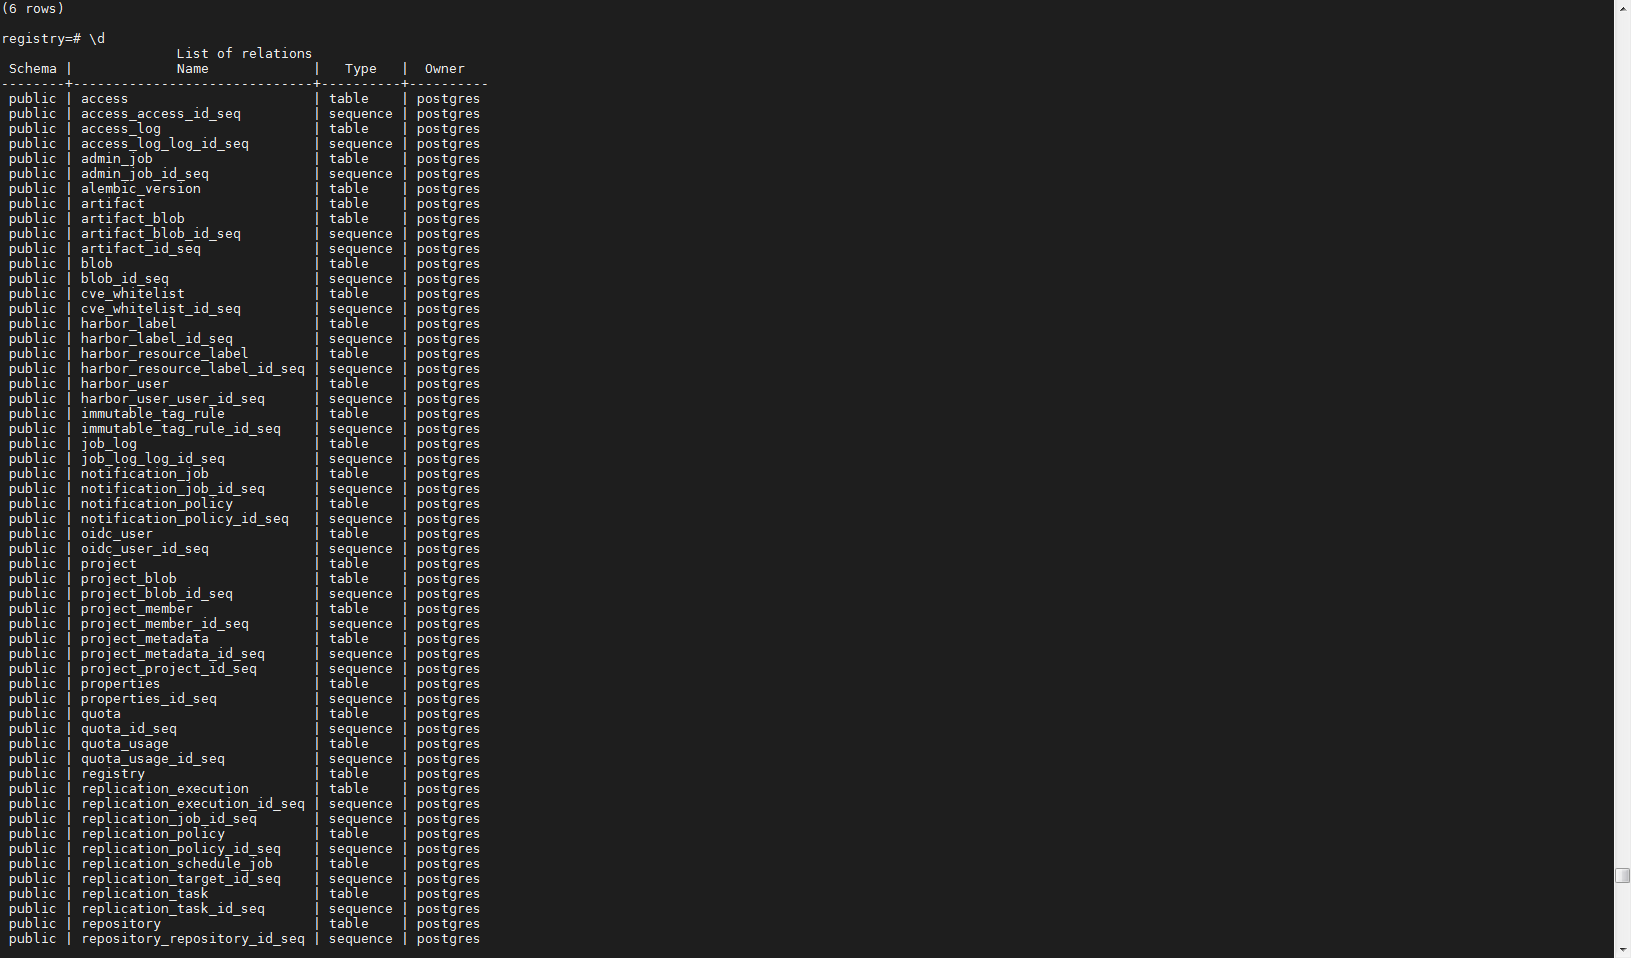 (6 rows)
registry=# \d
                      List of relations
 Schema |             Name             |   Type   |  Owner
--------+------------------------------+----------+----------
 public | access                       | table    | postgres
 public | access_access_id_seq         | sequence | postgres
 public | access_log                   | table    | postgres
 public | access_log_log_id_seq        | sequence | postgres
 public | admin_job                    | table    | postgres
 public | admin_job_id_seq             | sequence | postgres
 public | alembic_version              | table    | postgres
 public | artifact                     | table    | postgres
 public | artifact_blob                | table    | postgres
 public | artifact_blob_id_seq         | sequence | postgres
 public | artifact_id_seq              | sequence | postgres
 public | blob                         | table    | postgres
 public | blob_id_seq                  | sequence | postgres
 public | cve_whitelist                | table    | postgres
 public | cve_whitelist_id_seq         | sequence | postgres
 public | harbor_label                 | table    | postgres
 public | harbor_label_id_seq          | sequence | postgres
 public | harbor_resource_label        | table    | postgres
 public | harbor_resource_label_id_seq | sequence | postgres
 public | harbor_user                  | table    | postgres
 public | harbor_user_user_id_seq      | sequence | postgres
 public | immutable_tag_rule           | table    | postgres
 public | immutable_tag_rule_id_seq    | sequence | postgres
 public | job_log                      | table    | postgres
 public | job_log_log_id_seq           | sequence | postgres
 public | notification_job             | table    | postgres
 public | notification_job_id_seq      | sequence | postgres
 public | notification_policy          | table    | postgres
 public | notification_policy_id_seq   | sequence | postgres
 public | oidc_user                    | table    | postgres
 public | oidc_user_id_seq             | sequence | postgres
 public | project                      | table    | postgres
 public | project_blob                 | table    | postgres
 public | project_blob_id_seq          | sequence | postgres
 public | project_member               | table    | postgres
 public | project_member_id_seq        | sequence | postgres
 public | project_metadata             | table    | postgres
 public | project_metadata_id_seq      | sequence | postgres
 public | project_project_id_seq       | sequence | postgres
 public | properties                   | table    | postgres
 public | properties_id_seq            | sequence | postgres
 public | quota                        | table    | postgres
 public | quota_id_seq                 | sequence | postgres
 public | quota_usage                  | table    | postgres
 public | quota_usage_id_seq           | sequence | postgres
 public | registry                     | table    | postgres
 public | replication_execution        | table    | postgres
 public | replication_execution_id_seq | sequence | postgres
 public | replication_job_id_seq       | sequence | postgres
 public | replication_policy           | table    | postgres
 public | replication_policy_id_seq    | sequence | postgres
 public | replication_schedule_job     | table    | postgres
 public | replication_target_id_seq    | sequence | postgres
 public | replication_task             | table    | postgres
 public | replication_task_id_seq      | sequence | postgres
 public | repository                   | table    | postgres
 public | repository_repository_id_seq | sequence | postgres